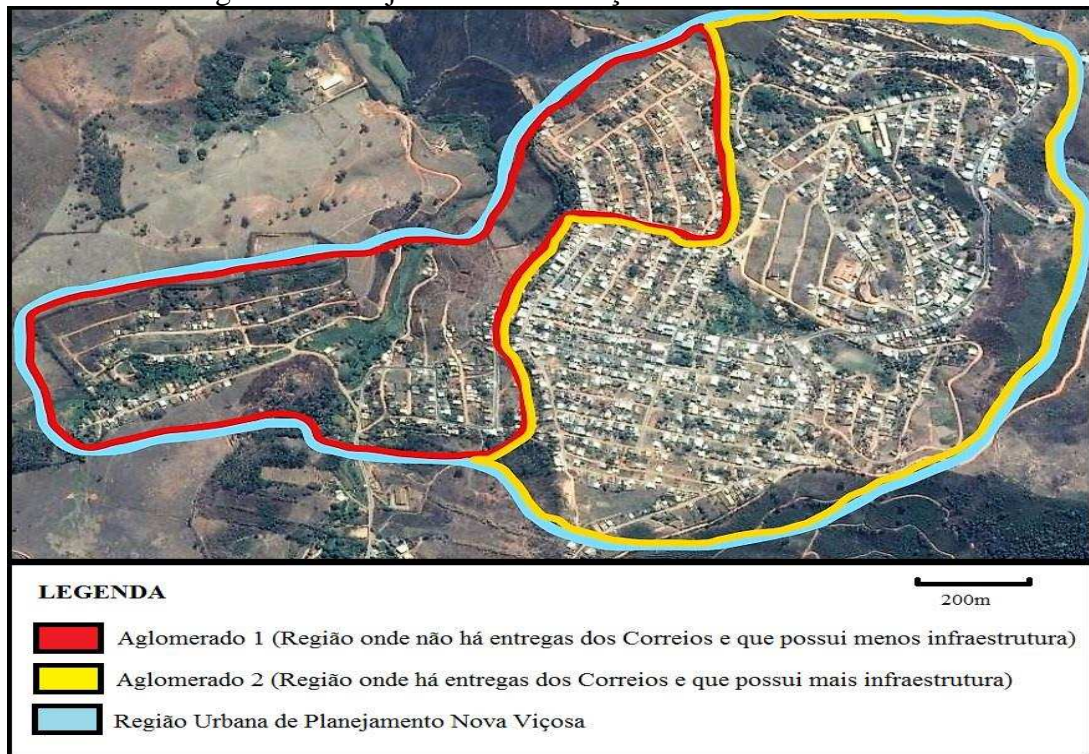 LEGENDA
200m
Aglomerado 1 (Região onde não há entregas dos Correios e que possui menos infraestrutura)
Aglomerado 2 (Região onde há entregas dos Correios e que possui mais infraestrutura)
Região Urbana de Planejamento Nova Viçosa